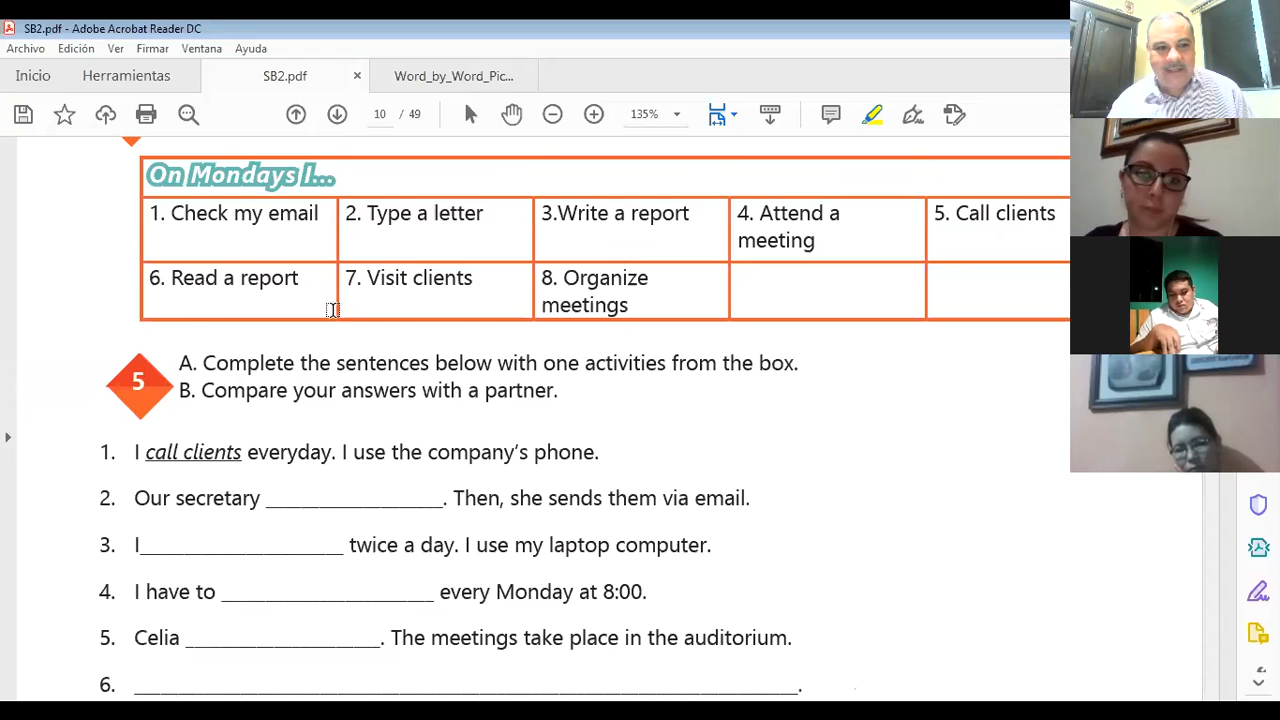 SB2.pdf - Adobe Acrobat Reader DC
Archivo Edición Ver Firmar Ventana Ayuda
Inicio Herramientas SB2.pdf × Word_by_Word_Pic...
10 / 49 135%
On Mondays I...
1. Check my email 2. Type a letter 3.Write a report 4. Attend a meeting 5. Call clients
6. Read a report 7. Visit clients 8. Organize meetings
5
A. Complete the sentences below with one activities from the box.
B. Compare your answers with a partner.
1. I call clients everyday. I use the company's phone.
2. Our secretary ____________________. Then, she sends them via email.
3. I_______________________ twice a day. I use my laptop computer.
4. I have to ________________________ every Monday at 8:00.
5. Celia ______________________. The meetings take place in the auditorium.
6. ___________________________________________________________________________.